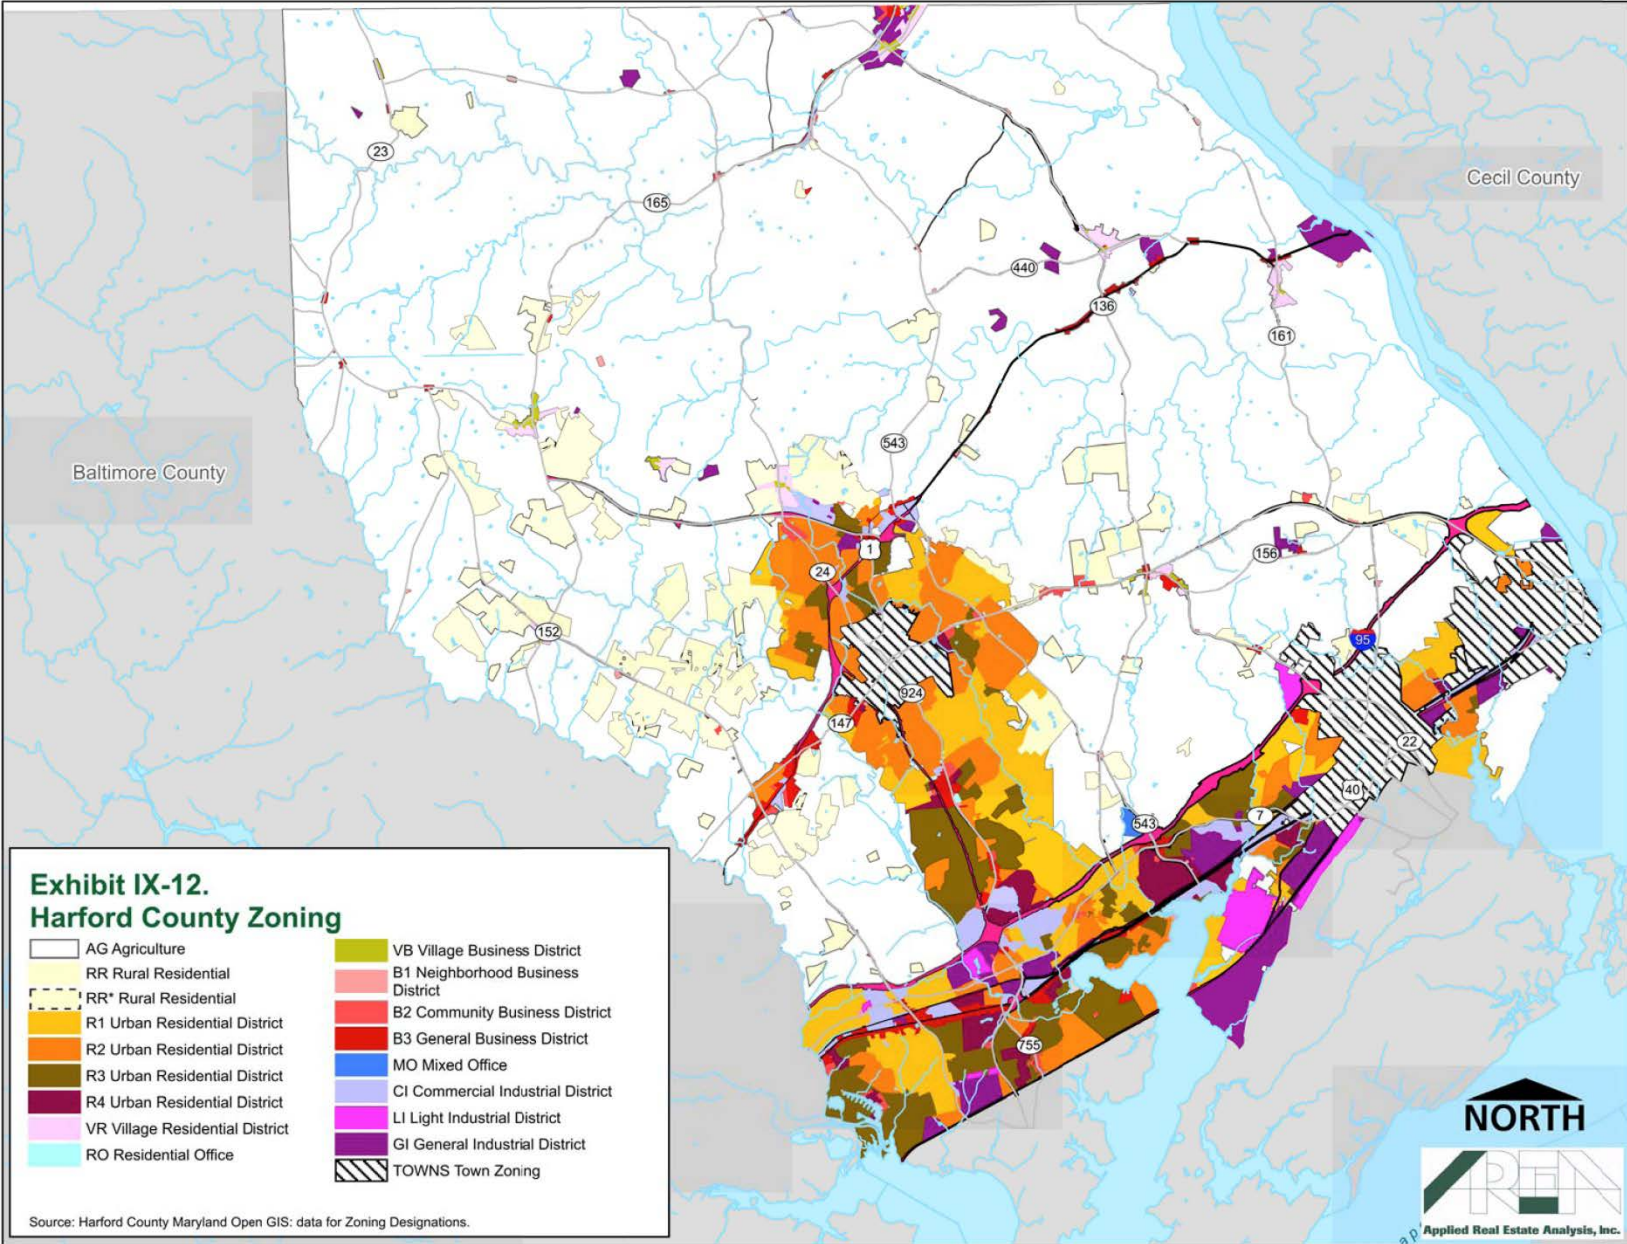 23
165
Cecil County
440
136
161
543
Baltimore County
1
156
24
152
95
924
147
22
40
543
7
755
Exhibit IX-12.
Harford County Zoning
AG Agriculture
RR Rural Residential
RR* Rural Residential
R1 Urban Residential District
R2 Urban Residential District
R3 Urban Residential District
R4 Urban Residential District
VR Village Residential District
RO Residential Office
VB Village Business District
B1 Neighborhood Business
District
B2 Community Business District
B3 General Business District
MO Mixed Office
CI Commercial Industrial District
LI Light Industrial District
GI General Industrial District
TOWNS Town Zoning
Source: Harford County Maryland Open GIS: data for Zoning Designations.
NORTH
AREA
Applied Real Estate Analysis, Inc.